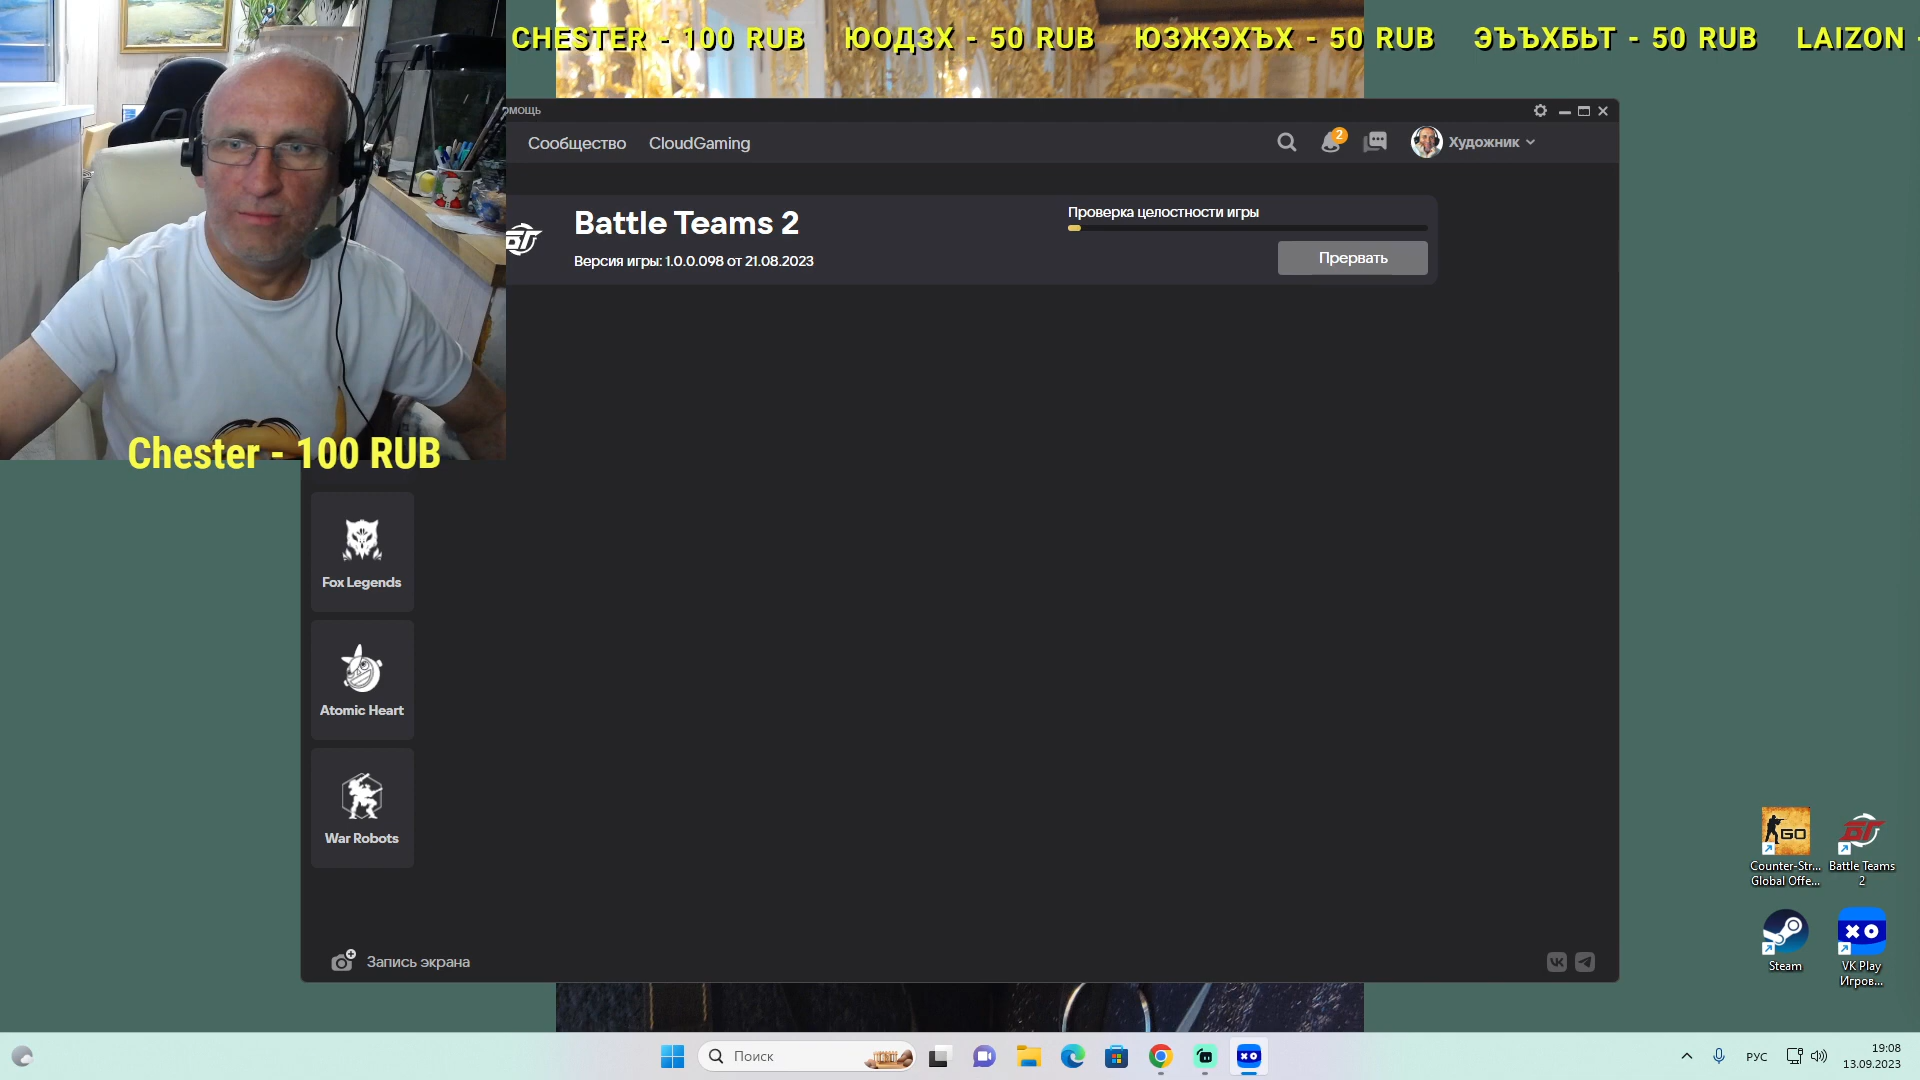 CHESTER - 100 RUB ЮОДЗХ - 50 RUB ЮЗЖЭХЪХ - 50 RUB ЭЪЪХБЬТ - 50 RUB LAIZON -
омощь
Сообщество CloudGaming
2
Художник
Battle Teams 2
Версия игры: 1.0.0.098 от 21.08.2023
Проверка целостности игры
Прервать
Chester - 100 RUB
Fox Legends
Atomic Heart
War Robots
Запись экрана
GO
Counter-Str...
Global Offe...
Battle Teams
2
Steam
VK Play
Игров...
Поиск
РУС
19:08
13.09.2023